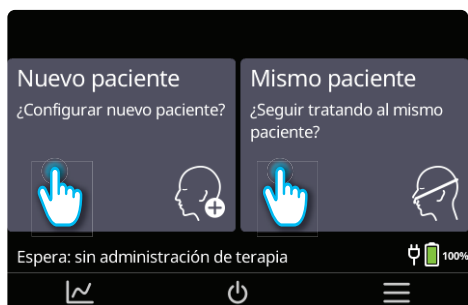 Nuevo paciente
¿Configurar nuevo paciente?
Mismo paciente
¿Seguir tratando al mismo
paciente?
Espera: sin administración de terapia
100%